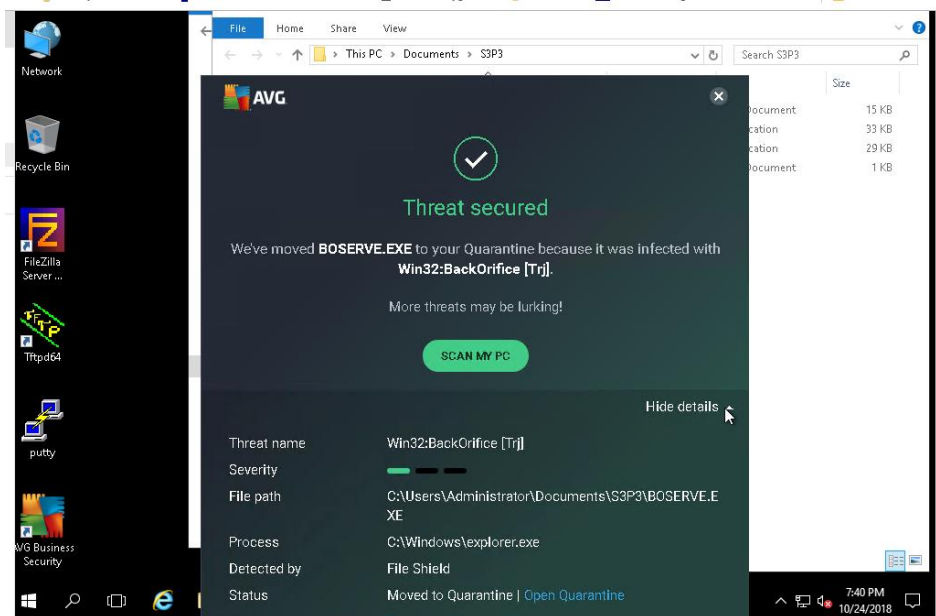 File Home Share View
This PC > Documents > S3P3
Search S3P3
Network
AVG
Size
Document 15 KB
cation 33 KB
cation 29 KB
Document 1 KB
Recycle Bin
Threat secured
We've moved BOSERVE.EXE to your Quarantine because it was infected with
Win32:BackOrifice [Trj].
More threats may be lurking!
FileZilla
Server ...
SCAN MY PC
Tftpd64
Hide details
putty
Threat name Win32:BackOrifice [Trj]
Severity
File path C:\Users\Administrator\Documents\S3P3\BOSERVE.E
XE
Process C:\Windows\explorer.exe
Detected by File Shield
Status Moved to Quarantine | Open Quarantine
VG Business
Security
7:40 PM
10/24/2018